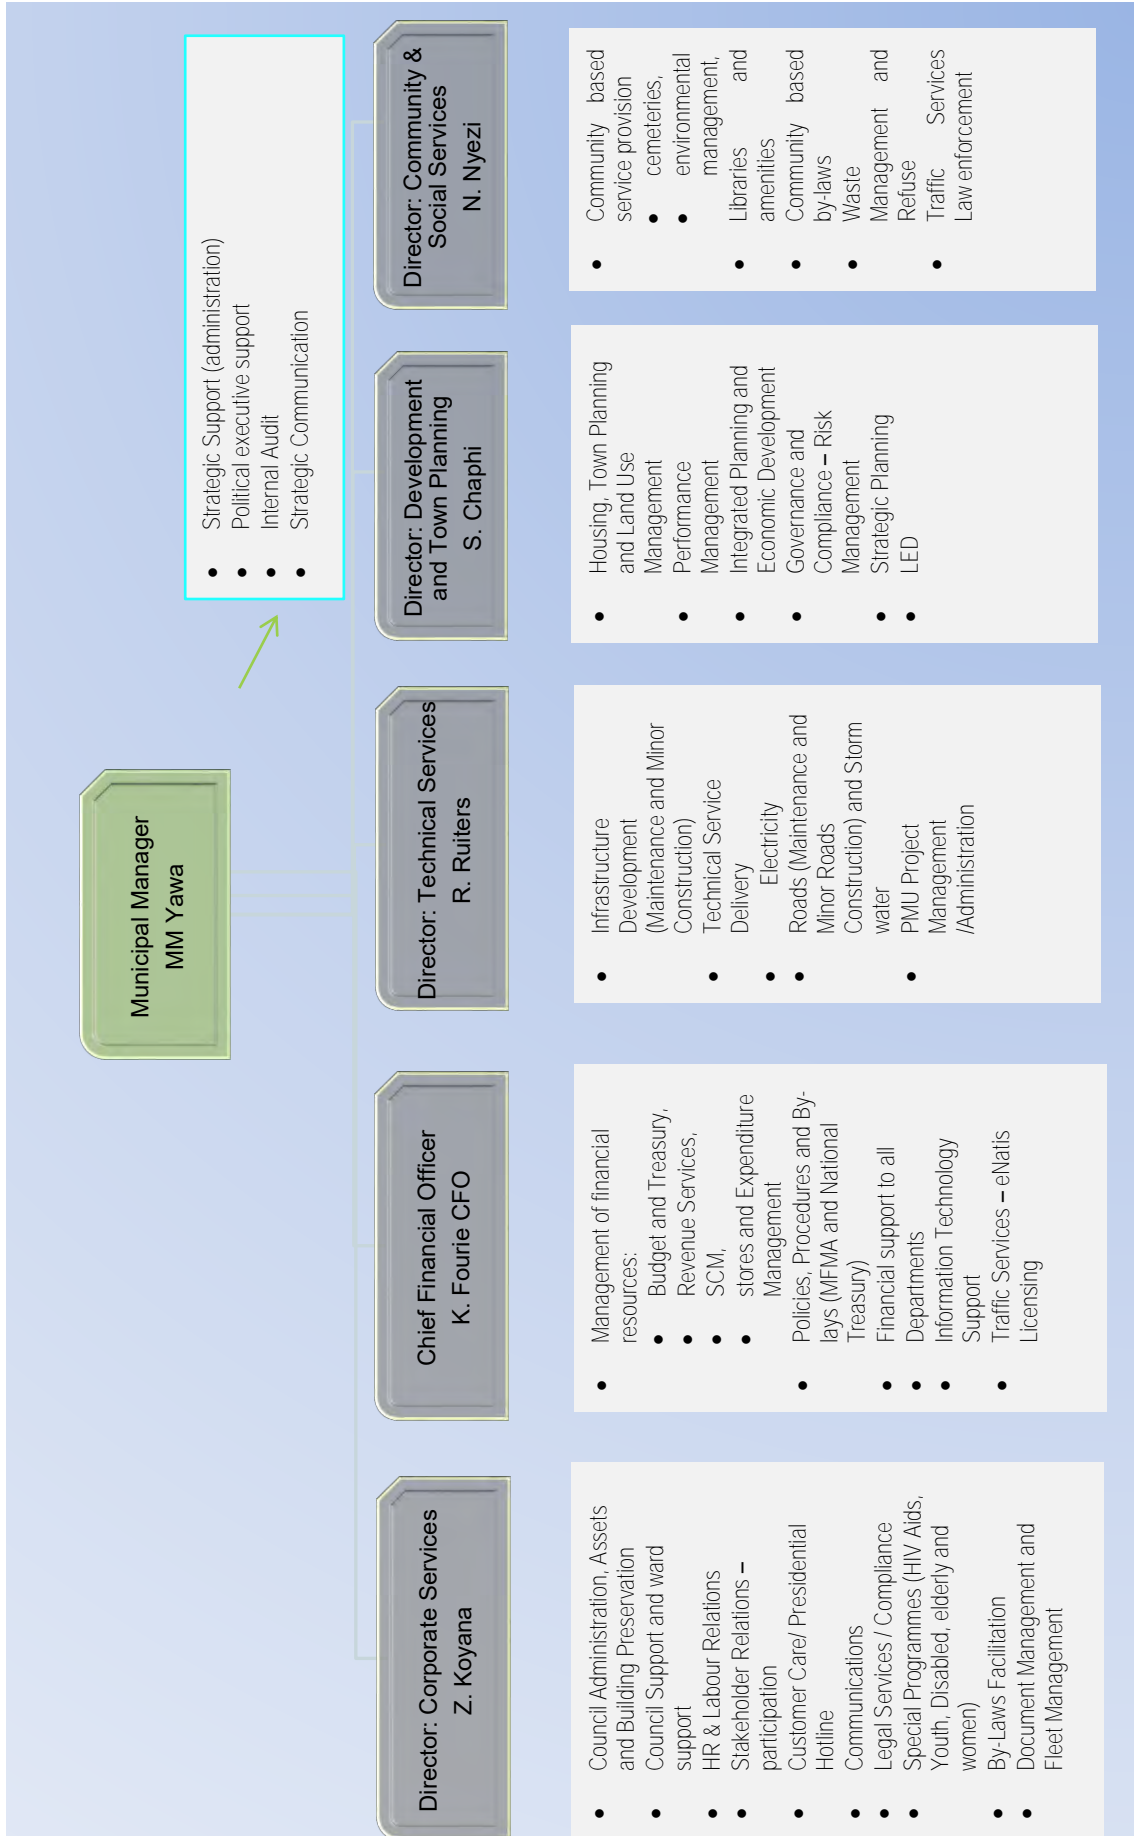 Municipal Manager
MM Yawa
Strategic Support (administration)
Political executive support
Internal Audit
Strategic Communication
Director: Corporate Services
Z. Koyana
Chief Financial Officer
K. Fourie CFO
Director: Technical Services
R. Ruiters
Director: Development
and Town Planning
S. Chaphi
Director: Community &
Social Services
N. Nyezi
Council Administration, Assets
and Building Preservation
Council Support and ward
support
HR & Labour Relations
Stakeholder Relations –
participation
Customer Care/ Presidential
Hotline
Communications
Legal Services / Compliance
Special Programmes (HIV Aids,
Youth, Disabled, elderly and
women)
By-Laws Facilitation
Document Management and
Fleet Management
Management of financial
resources:
Budget and Treasury,
Revenue Services,
SCM,
stores and Expenditure
Management
Policies, Procedures and By-
lays (MFMA and National
Treasury)
Financial support to all
Departments
Information Technology
Support
Traffic Services – eNatis
Licensing
Infrastructure
Development
(Maintenance and Minor
Construction)
Technical Service
Delivery
Electricity
Roads (Maintenance and
Minor Roads
Construction) and Storm
water
PMU Project
Management
/Administration
Housing, Town Planning
and Land Use
Management
Performance
Management
Integrated Planning and
Economic Development
Governance and
Compliance – Risk
Management
Strategic Planning
LED
Community based
service provision
cemeteries,
environmental
management,
Libraries and
amenities
Community based
by-laws
Waste
Management and
Refuse
Traffic Services
Law enforcement